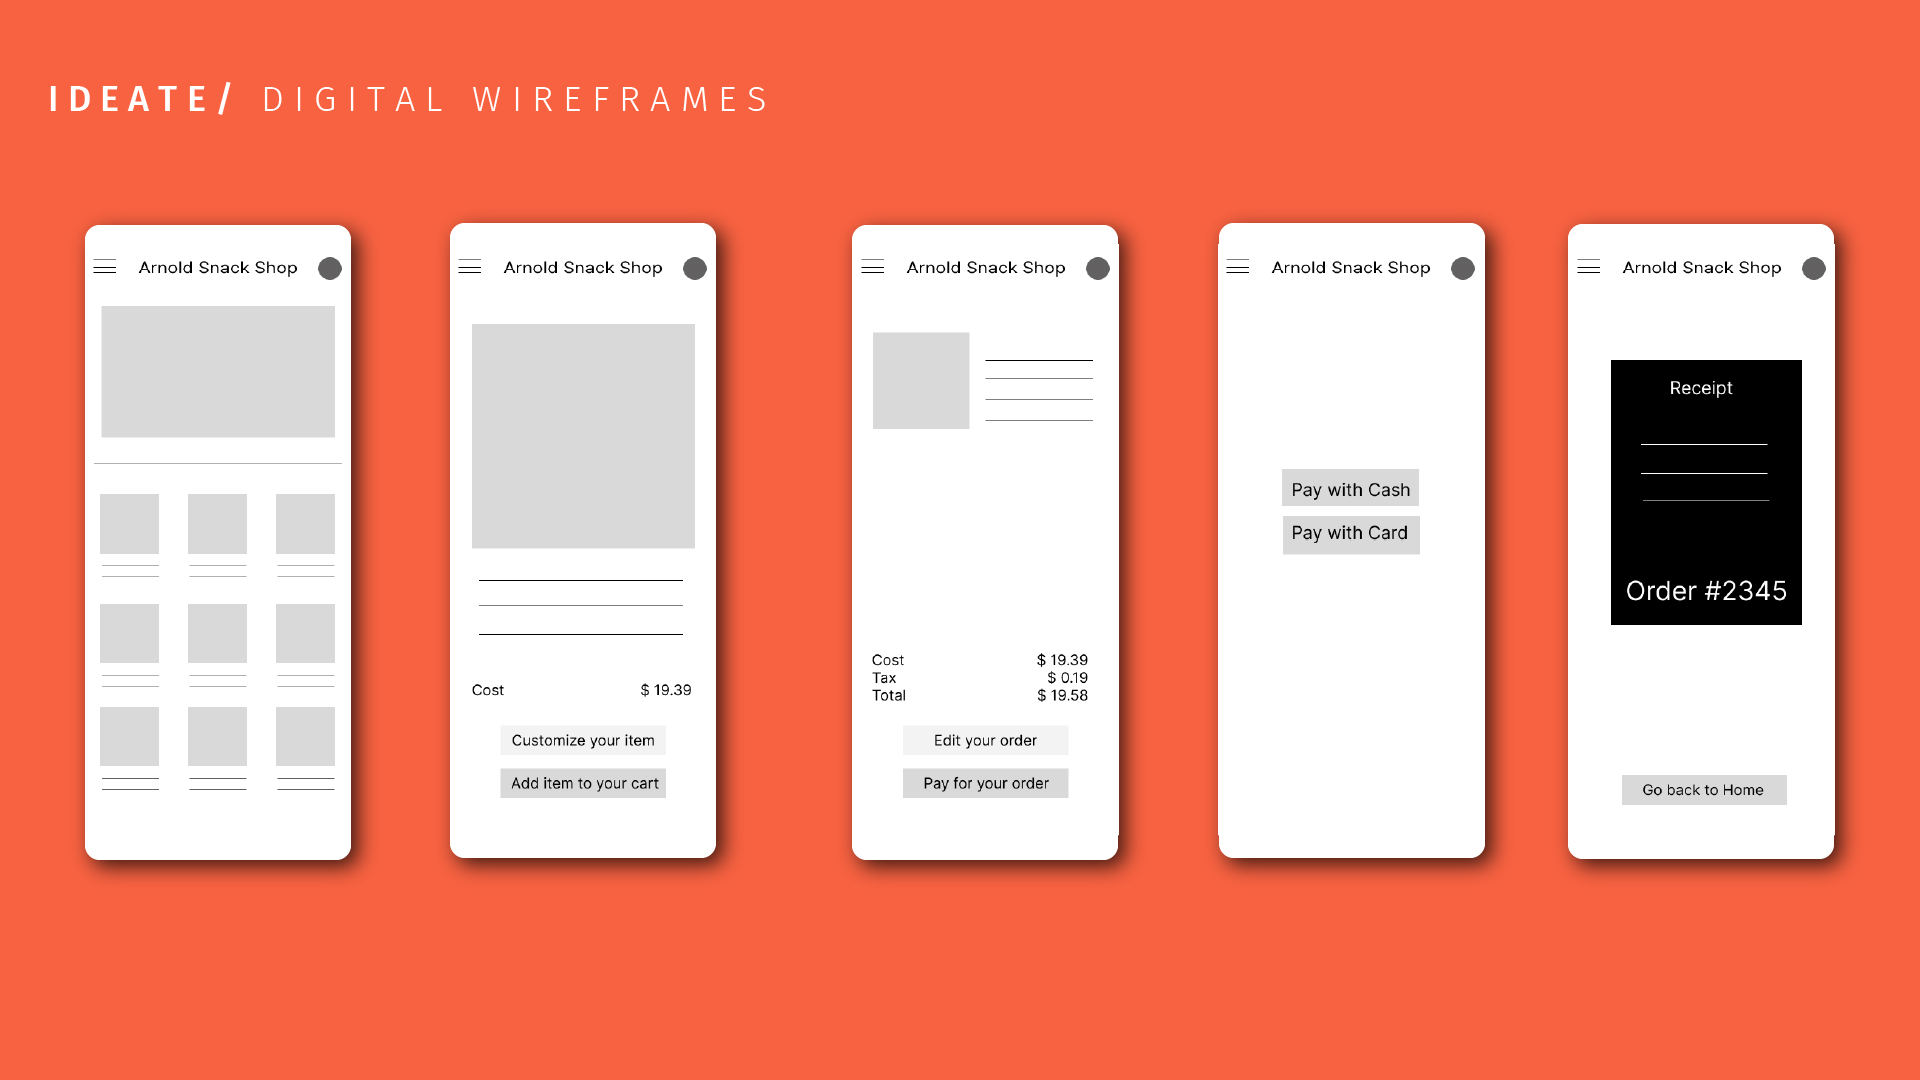 IDEATE/ DIGITAL WIREFRAMES
Arnold Snack Shop
Arnold Snack Shop
Cost $ 19.39
Customize your item
Add item to your cart
Arnold Snack Shop
Cost $ 19.39
Tax $ 0.19
Total $ 19.58
Edit your order
Pay for your order
Arnold Snack Shop
Pay with Cash
Pay with Card
Arnold Snack Shop
Receipt
Order #2345
Go back to Home